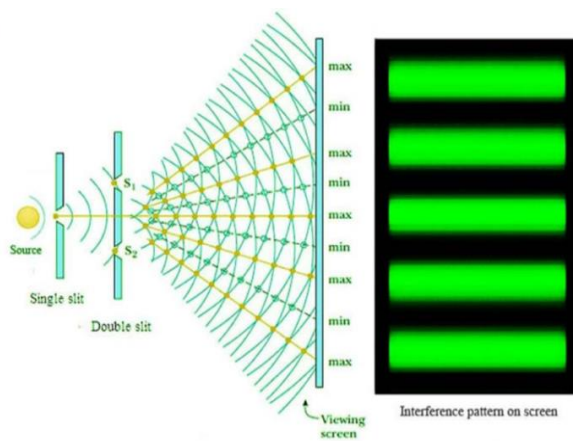 max
min
max
S₁
min
max
Source
S₂
min
max
Single slit
Double slit
min
max
Viewing
screen
Interference pattern on screen